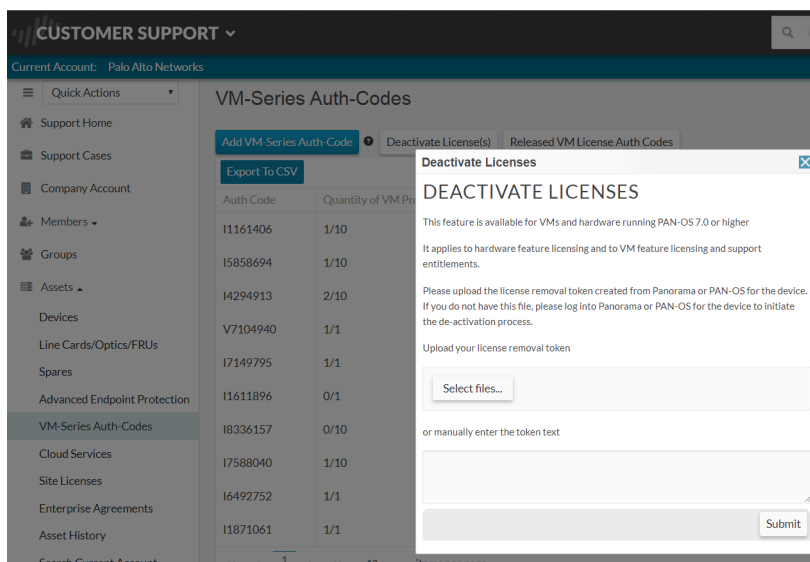 CUSTOMER SUPPORT
Current Account: Palo Alto Networks
Quick Actions
Support Home
Support Cases
Company Account
Members
Groups
Assets
Devices
Line Cards/Optics/FRUs
Spares
Advanced Endpoint Protection
VM-Series Auth-Codes
Cloud Services
Site Licenses
Enterprise Agreements
Asset History
Search Current Account
VM-Series Auth-Codes
Add VM-Series Auth-Code
Deactivate License(s)
Released VM License Auth Codes
Export To CSV
Auth Code Quantity of VM Pr
I1161406 1/10
I5858694 1/10
I4294913 2/10
V7104940 1/1
I7149795 1/1
I1611896 0/1
I8336157 0/10
I7588040 1/10
I6492752 1/1
I1871061 1/1
1
Deactivate Licenses
DEACTIVATE LICENSES
This feature is available for VMs and hardware running PAN-OS 7.0 or higher
It applies to hardware feature licensing and to VM feature licensing and support
entitlements.
Please upload the license removal token created from Panorama or PAN-OS for the device.
If you do not have this file, please log into Panorama or PAN-OS for the device to initiate
the de-activation process.
Upload your license removal token
Select files...
or manually enter the token text
Submit